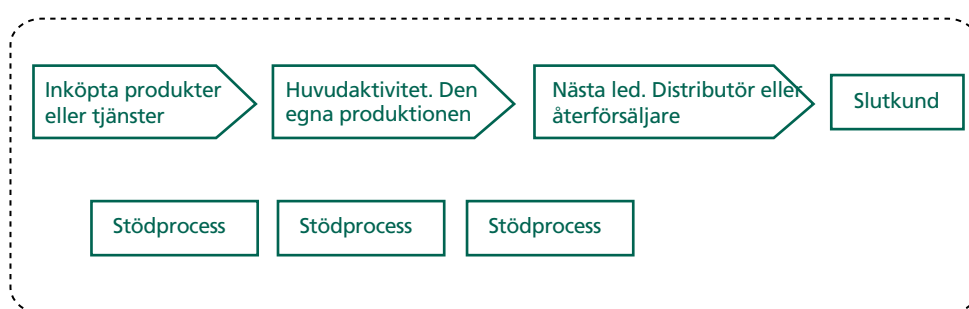 Inköpta produkter
eller tjänster
Huvudaktivitet. Den
egna produktionen
Nästa led. Distributör eller
återförsäljare
Slutkund
Stödprocess
Stödprocess
Stödprocess